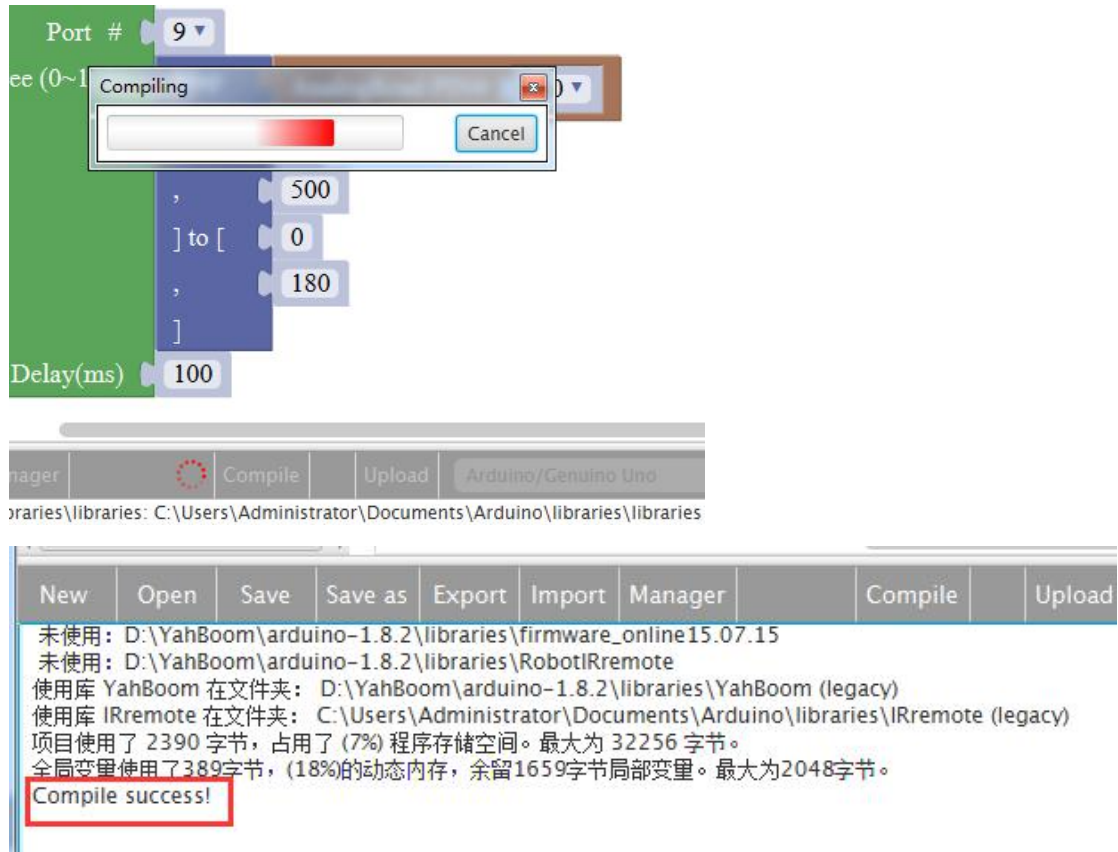 Port # 9
ee (0~1
Compiling
Cancel
, 500
] to [ 0
, 180
]
Delay(ms) 100
nager Compile Upload Arduino/Genuino Uno
braries\libraries: C:\Users\Administrator\Documents\Arduino\libraries\libraries
New Open Save Save as Export Import Manager Compile Upload
未使用： D:\YahBoom\arduino-1.8.2\libraries\firmware_online15.07.15
未使用： D:\YahBoom\arduino-1.8.2\libraries\RobotIRremote
使用库 YahBoom 在文件夹： D:\YahBoom\arduino-1.8.2\libraries\YahBoom (legacy)
使用库 IRremote 在文件夹： C:\Users\Administrator\Documents\Arduino\libraries\IRremote (legacy)
项目使用了 2390 字节，占用了 (7%) 程序存储空间。最大为 32256 字节。
全局变量使用了389字节，(18%)的动态内存，余留1659字节局部变量。最大为2048字节。
Compile success!